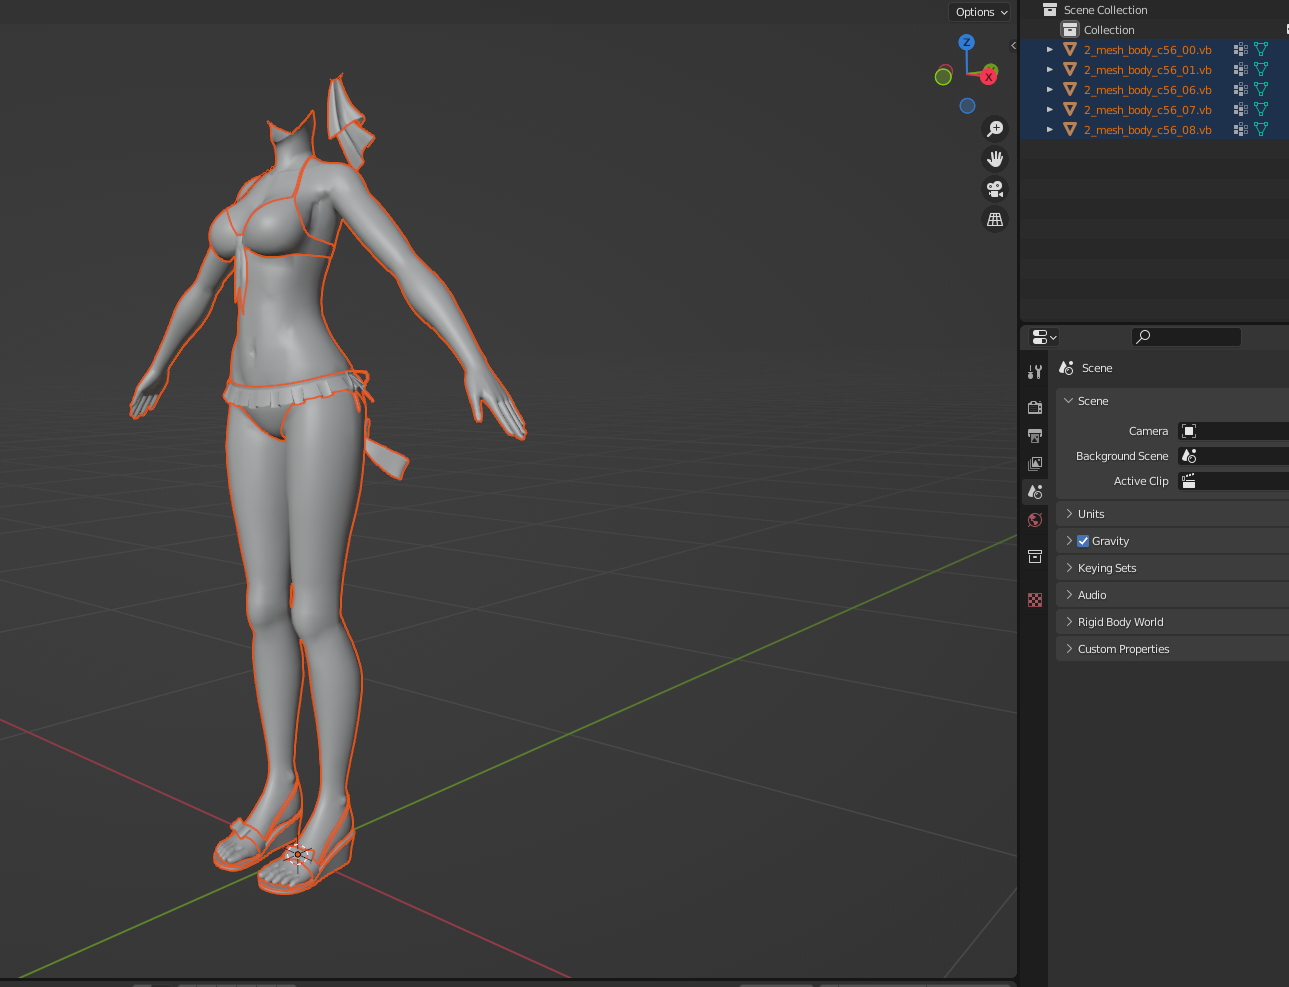 Options
Z
X
Scene Collection
Collection
2_mesh_body_c56_00.vb
2_mesh_body_c56_01.vb
2_mesh_body_c56_06.vb
2_mesh_body_c56_07.vb
2_mesh_body_c56_08.vb
Scene
Scene
Camera
Background Scene
Active Clip
Units
Gravity
Keying Sets
Audio
Rigid Body World
Custom Properties